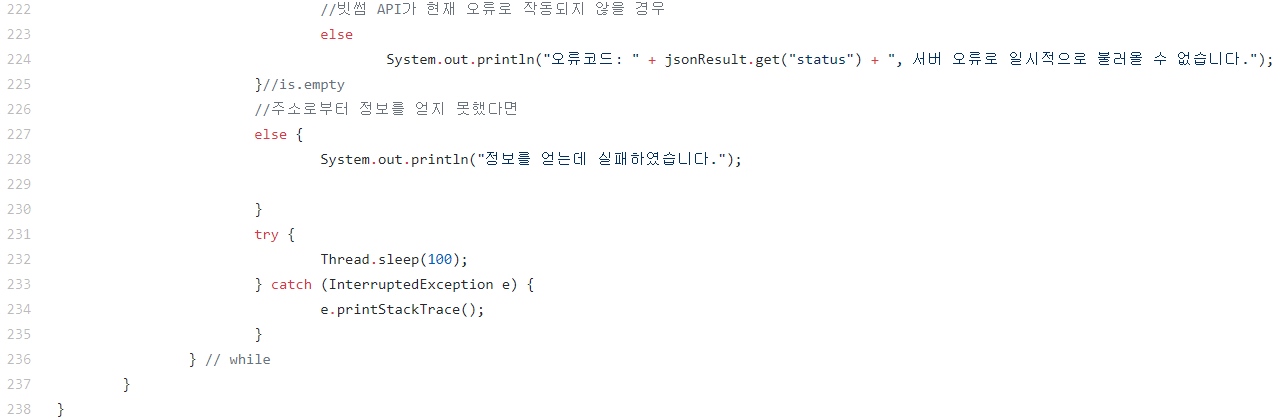 222 //빗썸 API가 현재 오류로 작동되지 않을 경우
223 else
224 System.out.println("오류코드: " + jsonResult.get("status") + ", 서버 오류로 일시적으로 불러올 수 없습니다.");
225 }//is.empty
226 //주소로부터 정보를 얻지 못했다면
227 else {
228 System.out.println("정보를 얻는데 실패하였습니다.");
229
230 }
231 try {
232 Thread.sleep(100);
233 } catch (InterruptedException e) {
234 e.printStackTrace();
235 }
236 } // while
237 }
238 }